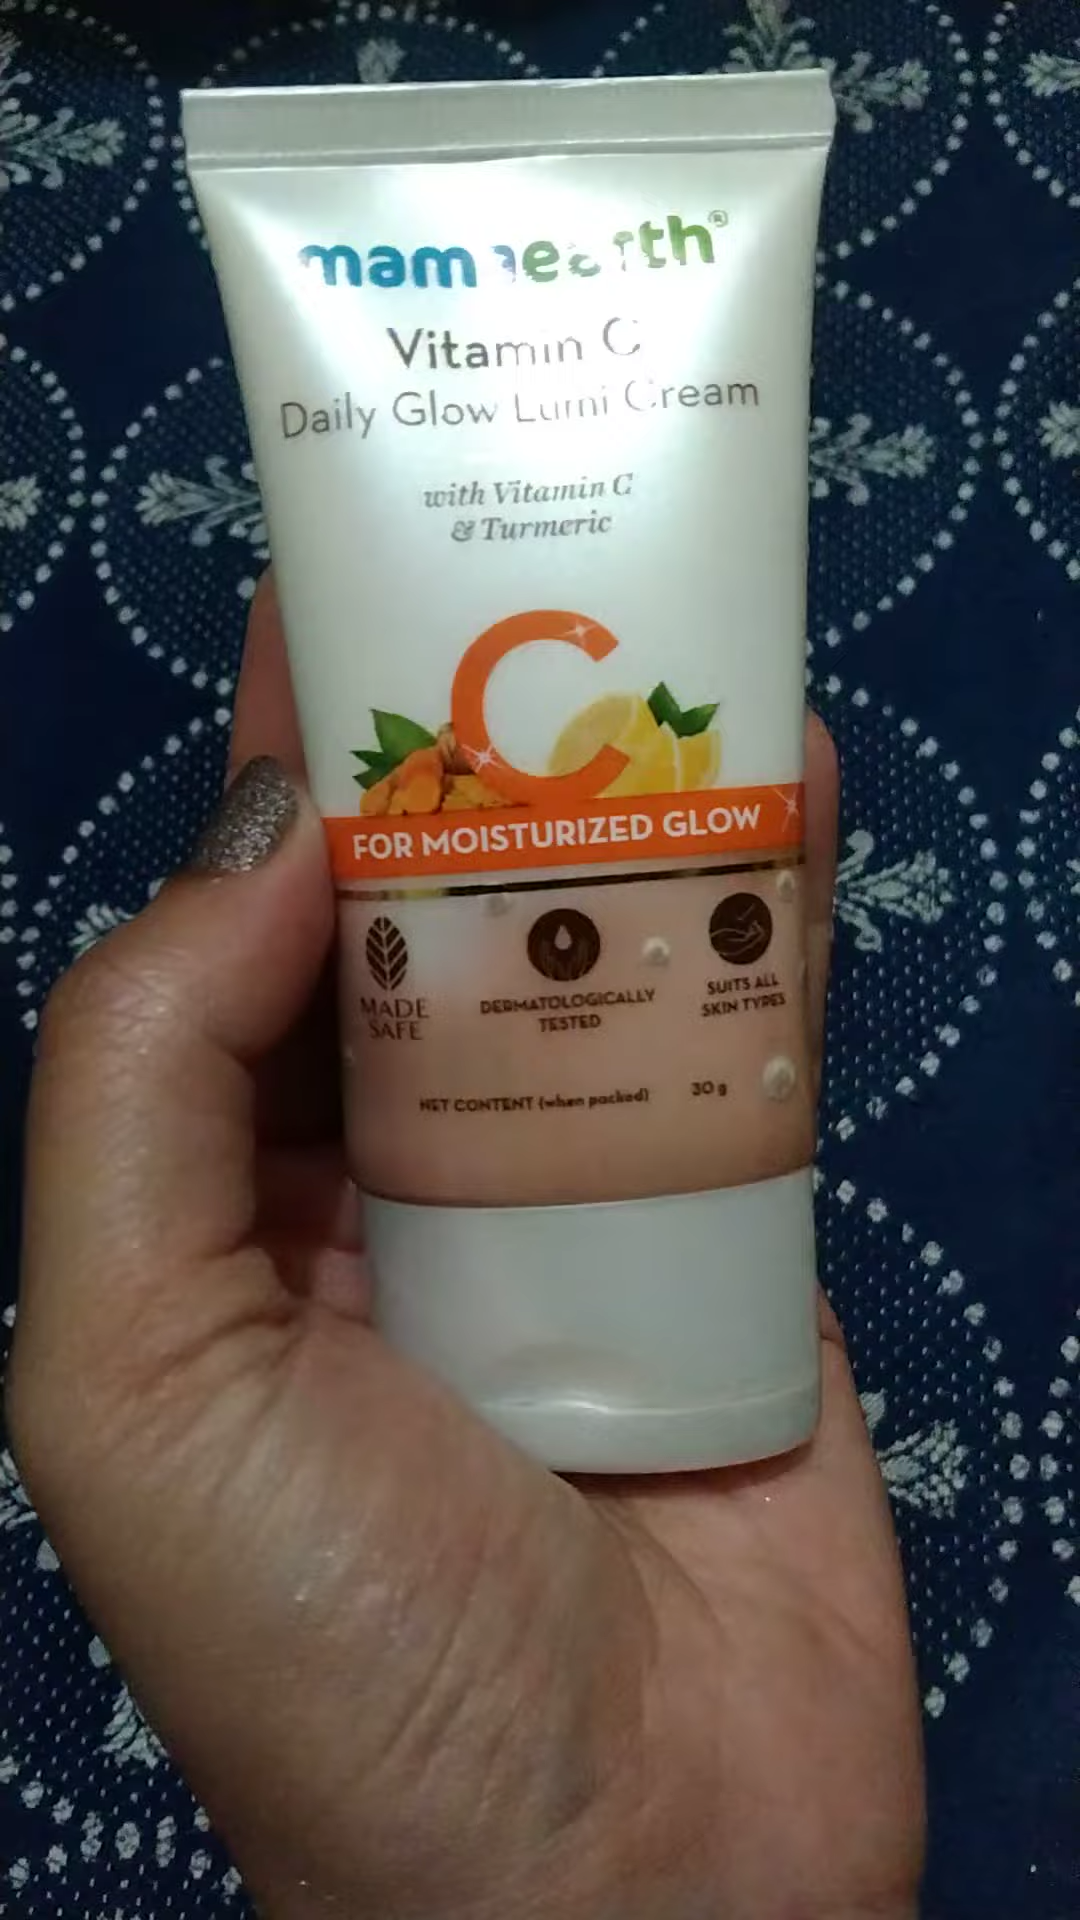 mamaearth®
Vitamin C
Daily Glow Lumi Cream
with Vitamin C
& Turmeric
C
FOR MOISTURIZED GLOW
MADE
SAFE
DERMATOLOGICALLY
TESTED
SUITS ALL
SKIN TYPES
NET CONTENT (when packed) 30 g